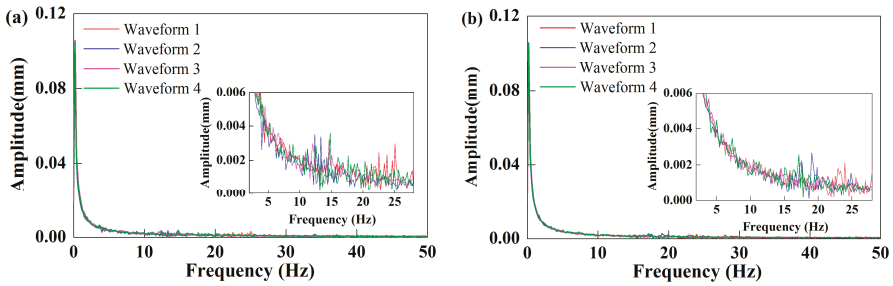 (a)
0.12
0.08
0.04
0.00
Amplitude(mm)
Waveform 1
Waveform 2
Waveform 3
Waveform 4
0.006
0.004
0.002
0.000
Amplitude(mm)
5 10 15 20 25
Frequency (Hz)
0 10 20 30 40 50
Frequency (Hz)
(b)
0.12
0.08
0.04
0.00
Amplitude(mm)
Waveform 1
Waveform 2
Waveform 3
Waveform 4
0.006
0.004
0.002
0.000
Amplitude(mm)
5 10 15 20 25
Frequency (Hz)
0 10 20 30 40 50
Frequency (Hz)